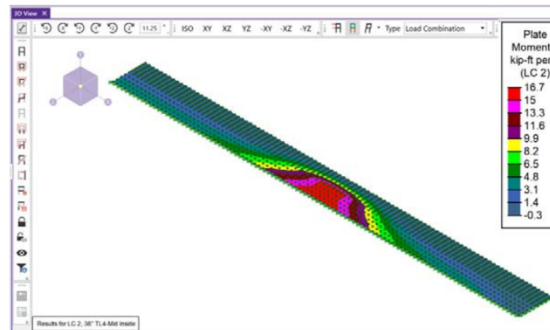 3D View ×
11.25° ISO XY XZ YZ -XY -XZ -YZ Type Load Combination
Plate
Moment
kip-ft per
(LC 2)
16.7
15
13.3
11.6
9.9
8.2
6.5
4.8
3.1
1.4
-0.3
Results for LC 2, 36" TL4-Mid Inside